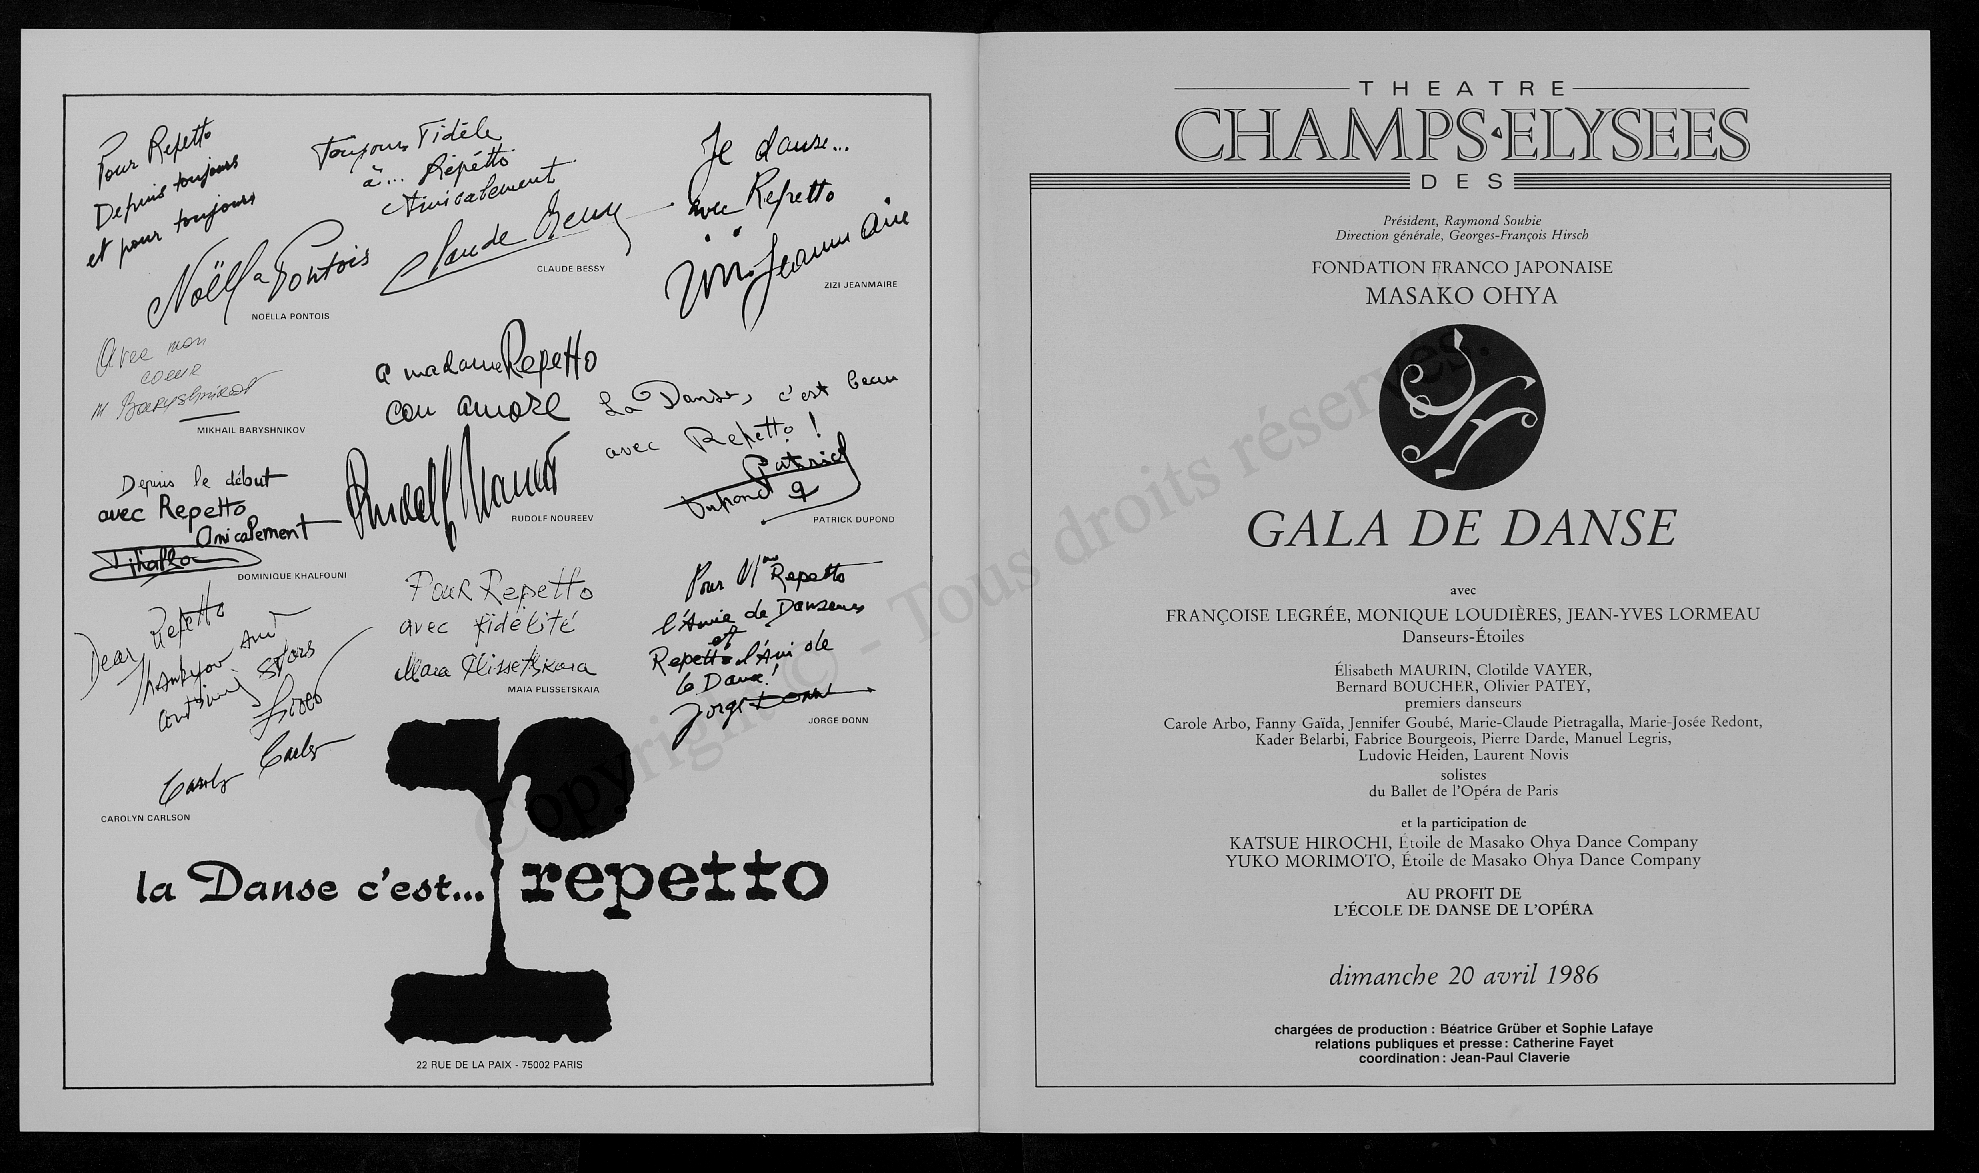 Pour Repetto
Depuis toujours
et pour toujours
Noëlla Pontois
NOELLA PONTOIS
Toujours Fidèle
à... Répétto
Amicalement
Claude Bessy
CLAUDE BESSY
Je danse...
avec Repetto
Zizi Jeanmaire
ZIZI JEANMAIRE
Avec mon
coeur
M Baryshnikov
MIKHAIL BARYSHNIKOV
A madame Repetto
con amore
Rudolf Noureev
RUDOLF NOUREEV
La Danse, c'est beau
avec Repetto!
Patrick
Dupond
PATRICK DUPOND
Depuis le début
avec Repetto
Amicalement
Khalfouni
DOMINIQUE KHALFOUNI
Dear Repetto
Thankyou And
continuing stars
Carolyn Carlson
CAROLYN CARLSON
Pour Repetto
avec fidélité
Maia Plissetskaia
MAIA PLISSETSKAIA
Pour Mme Repetto
l'Amie de Danseurs
et
Repetto l'Ami de
la Danse!
Jorge Donn
JORGE DONN
la Danse c'est... repetto
22 RUE DE LA PAIX - 75002 PARIS
THEATRE
CHAMPS-ELYSEES
DES
Président, Raymond Soubie
Direction générale, Georges-François Hirsch
FONDATION FRANCO JAPONAISE
MASAKO OHYA
GALA DE DANSE
avec
FRANÇOISE LEGRÉE, MONIQUE LOUDIÈRES, JEAN-YVES LORMEAU
Danseurs-Étoiles
Élisabeth MAURIN, Clotilde VAYER,
Bernard BOUCHER, Olivier PATEY,
premiers danseurs
Carole Arbo, Fanny Gaïda, Jennifer Goubé, Marie-Claude Pietragalla, Marie-Josée Redont,
Kader Belarbi, Fabrice Bourgeois, Pierre Darde, Manuel Legris,
Ludovic Heiden, Laurent Novis
solistes
du Ballet de l'Opéra de Paris
et la participation de
KATSUE HIROCHI, Étoile de Masako Ohya Dance Company
YUKO MORIMOTO, Étoile de Masako Ohya Dance Company
AU PROFIT DE
L'ÉCOLE DE DANSE DE L'OPÉRA
dimanche 20 avril 1986
chargées de production : Béatrice Grüber et Sophie Lafaye
relations publiques et presse : Catherine Fayet
coordination : Jean-Paul Claverie
Copyright © - Tous droits réservés.